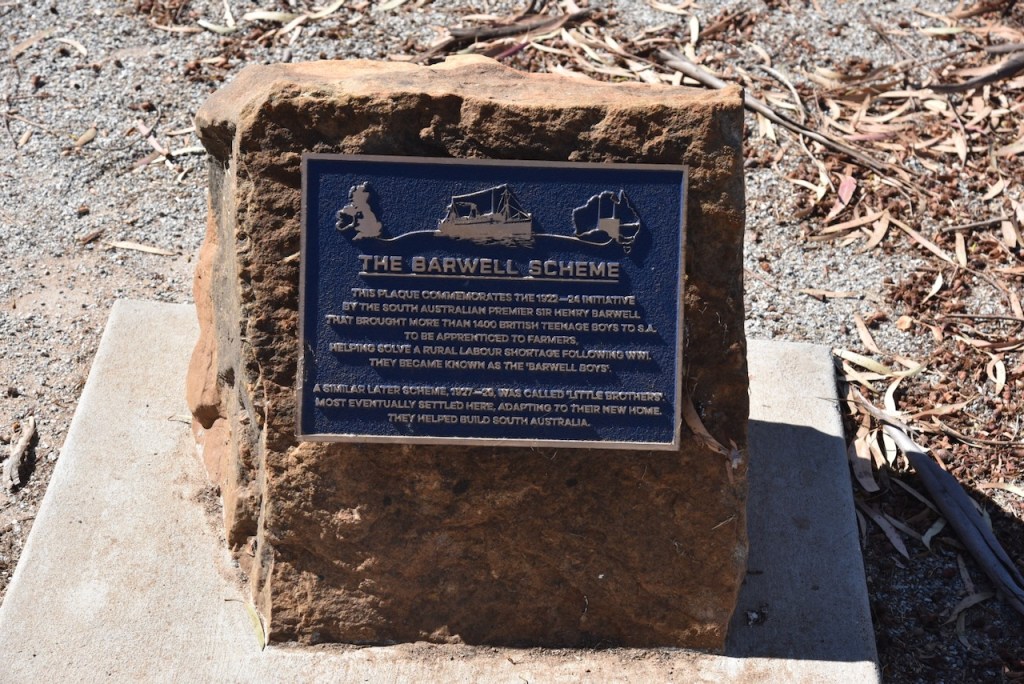 THE BARWELL SCHEME
THIS PLAQUE COMMEMORATES THE 1922—24 INITIATIVE
BY THE SOUTH AUSTRALIAN PREMIER SIR HENRY BARWELL
THAT BROUGHT MORE THAN 1400 BRITISH TEENAGE BOYS TO S.A.
TO BE APPRENTICED TO FARMERS,
HELPING SOLVE A RURAL LABOUR SHORTAGE FOLLOWING WWI.
THEY BECAME KNOWN AS THE 'BARWELL BOYS'.
A SIMILAR LATER SCHEME, 1927—29, WAS CALLED 'LITTLE BROTHERS'.
MOST EVENTUALLY SETTLED HERE, ADAPTING TO THEIR NEW HOME.
THEY HELPED BUILD SOUTH AUSTRALIA.